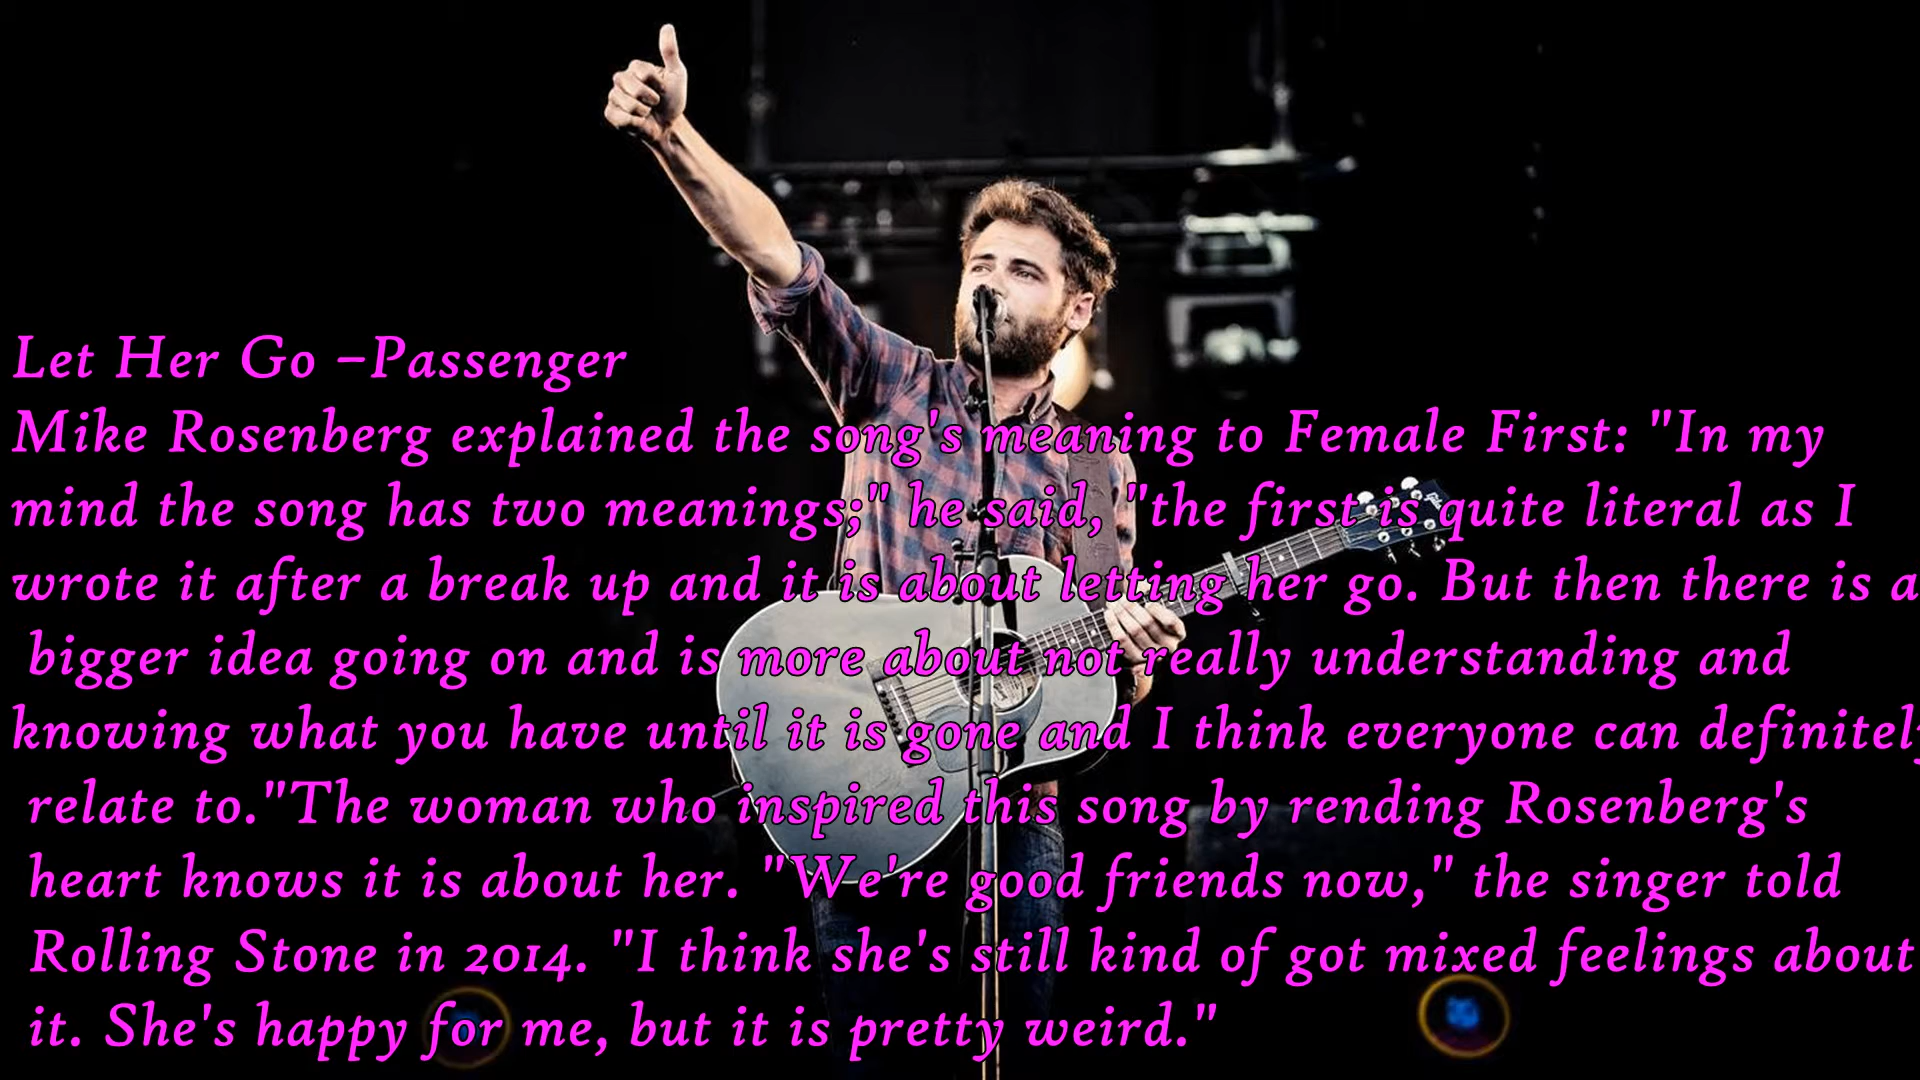 Let Her Go –Passenger
Mike Rosenberg explained the song's meaning to Female First: "In my
mind the song has two meanings;" he said, "the first is quite literal as I
wrote it after a break up and it is about letting her go. But then there is a
bigger idea going on and is more about not really understanding and
knowing what you have until it is gone and I think everyone can definitely
relate to."The woman who inspired this song by rending Rosenberg's
heart knows it is about her. "We're good friends now," the singer told
Rolling Stone in 2014. "I think she's still kind of got mixed feelings about
it. She's happy for me, but it is pretty weird."
Gibson